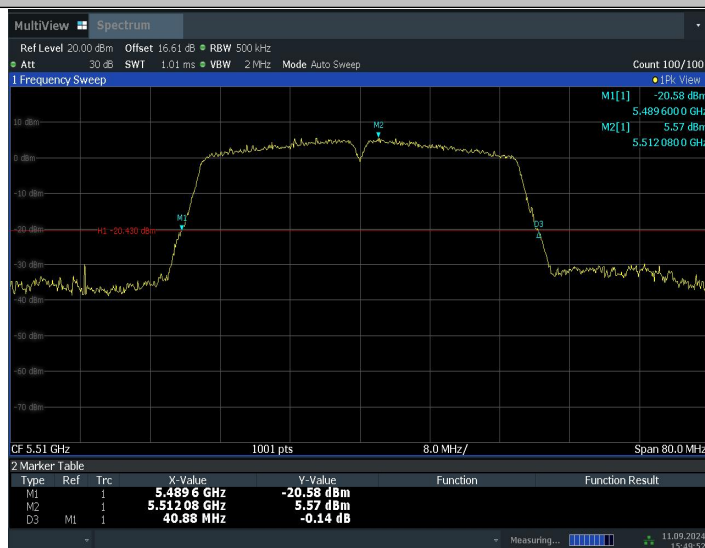 MultiView Spectrum
Ref Level 20.00 dBm Offset 16.61 dB RBW 500 kHz
Att 30 dB SWT 1.01 ms VBW 2 MHz Mode Auto Sweep Count 100/100
1 Frequency Sweep 1Pk View
M1[1] -20.58 dBm
5.489 600 0 GHz
M2[1] 5.57 dBm
5.512 080 0 GHz
M2
10 dBm
0 dBm
-10 dBm
M1
D3
-20 dBm
H1 -20.430 dBm
-30 dBm
-40 dBm
-50 dBm
-60 dBm
-70 dBm
CF 5.51 GHz 1001 pts 8.0 MHz/ Span 80.0 MHz
2 Marker Table
Type Ref Trc X-Value Y-Value Function Function Result
M1 1 5.489 6 GHz -20.58 dBm
M2 1 5.512 08 GHz 5.57 dBm
D3 M1 1 40.88 MHz -0.14 dB
Measuring... 11.09.2024
15:49:52